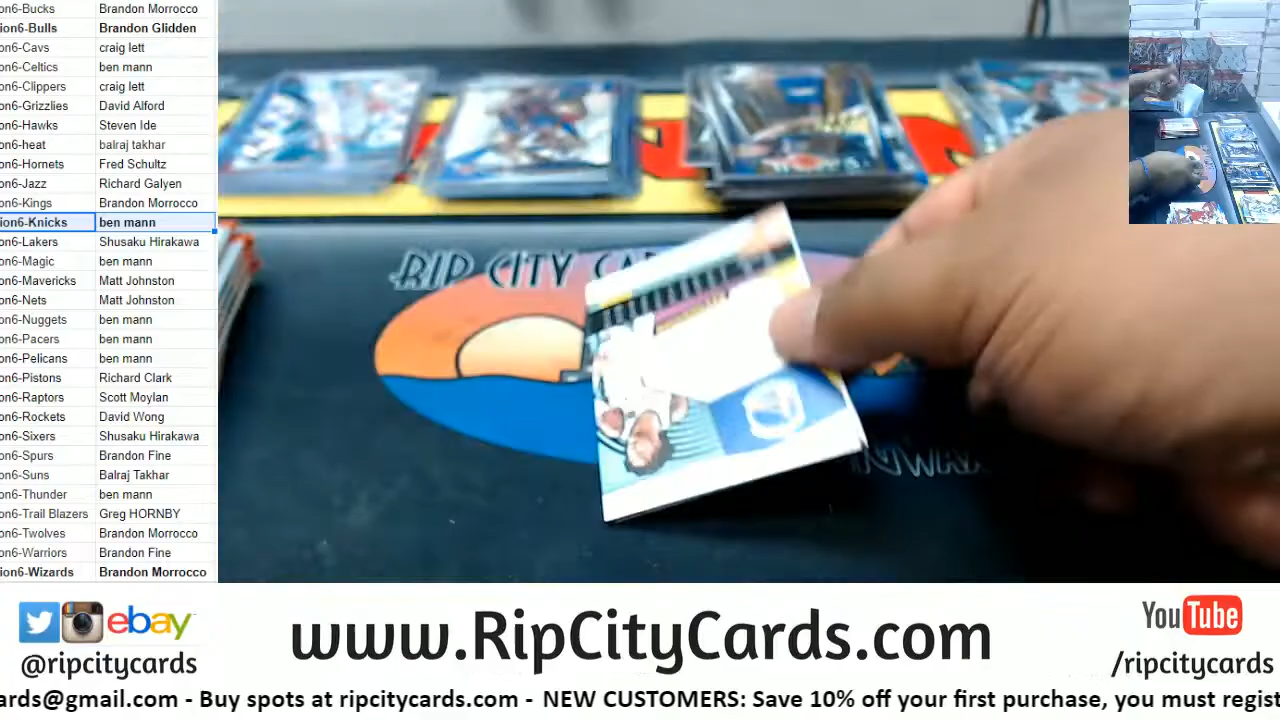 on6-Bucks Brandon Morrocco
ion6-Bulls Brandon Glidden
on6-Cavs craig lett
on6-Celtics ben mann
on6-Clippers craig lett
on6-Grizzlies David Alford
on6-Hawks Steven Ide
on6-heat balraj takhar
on6-Hornets Fred Schultz
on6-Jazz Richard Galyen
on6-Kings Brandon Morrocco
ion6-Knicks ben mann
on6-Lakers Shusaku Hirakawa
on6-Magic ben mann
on6-Mavericks Matt Johnston
on6-Nets Matt Johnston
on6-Nuggets ben mann
on6-Pacers ben mann
on6-Pelicans ben mann
on6-Pistons Richard Clark
on6-Raptors Scott Moylan
on6-Rockets David Wong
on6-Sixers Shusaku Hirakawa
on6-Spurs Brandon Fine
on6-Suns Balraj Takhar
on6-Thunder ben mann
on6-Trail Blazers Greg HORNBY
on6-Twolves Brandon Morrocco
on6-Warriors Brandon Fine
ion6-Wizards Brandon Morrocco
RIP CITY CA
ebay
@ripcitycards
www.RipCityCards.com
YouTube
/ripcitycards
ards@gmail.com - Buy spots at ripcitycards.com - NEW CUSTOMERS: Save 10% off your first purchase, you must regist